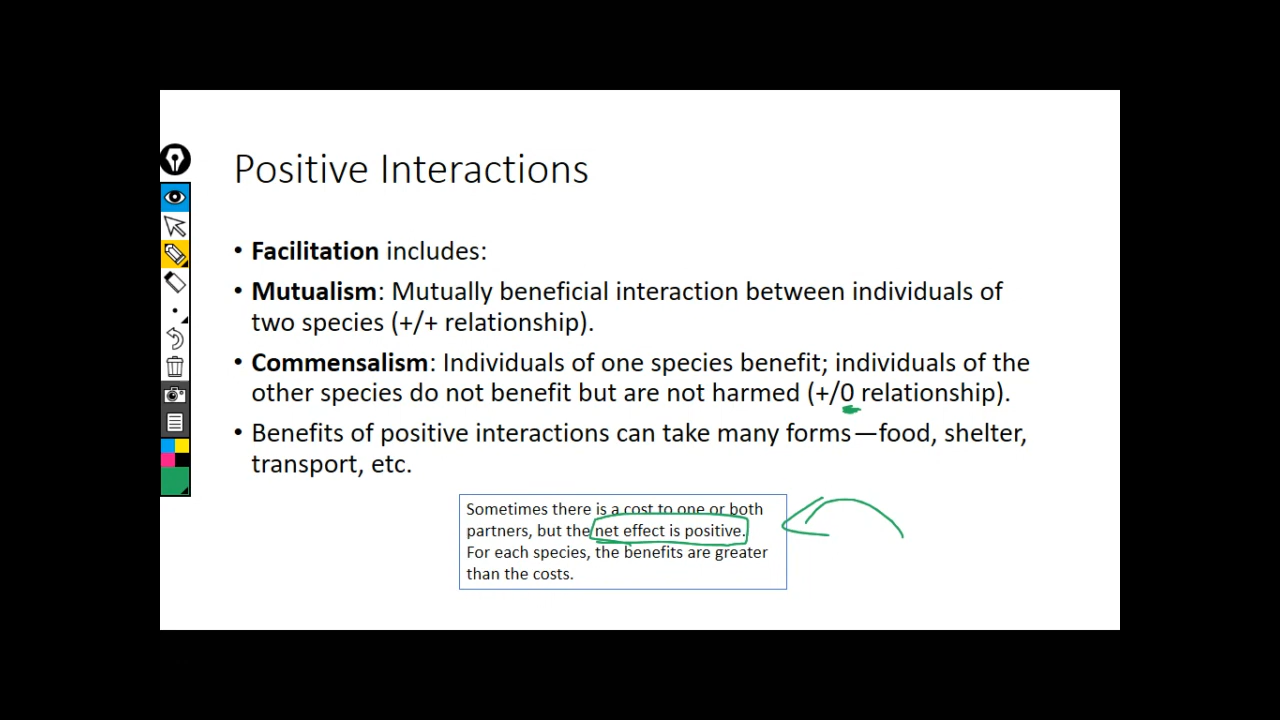 Positive Interactions
• Facilitation includes:
• Mutualism: Mutually beneficial interaction between individuals of
two species (+/+ relationship).
• Commensalism: Individuals of one species benefit; individuals of the
other species do not benefit but are not harmed (+/0 relationship).
• Benefits of positive interactions can take many forms—food, shelter,
transport, etc.
Sometimes there is a cost to one or both
partners, but the net effect is positive.
For each species, the benefits are greater
than the costs.